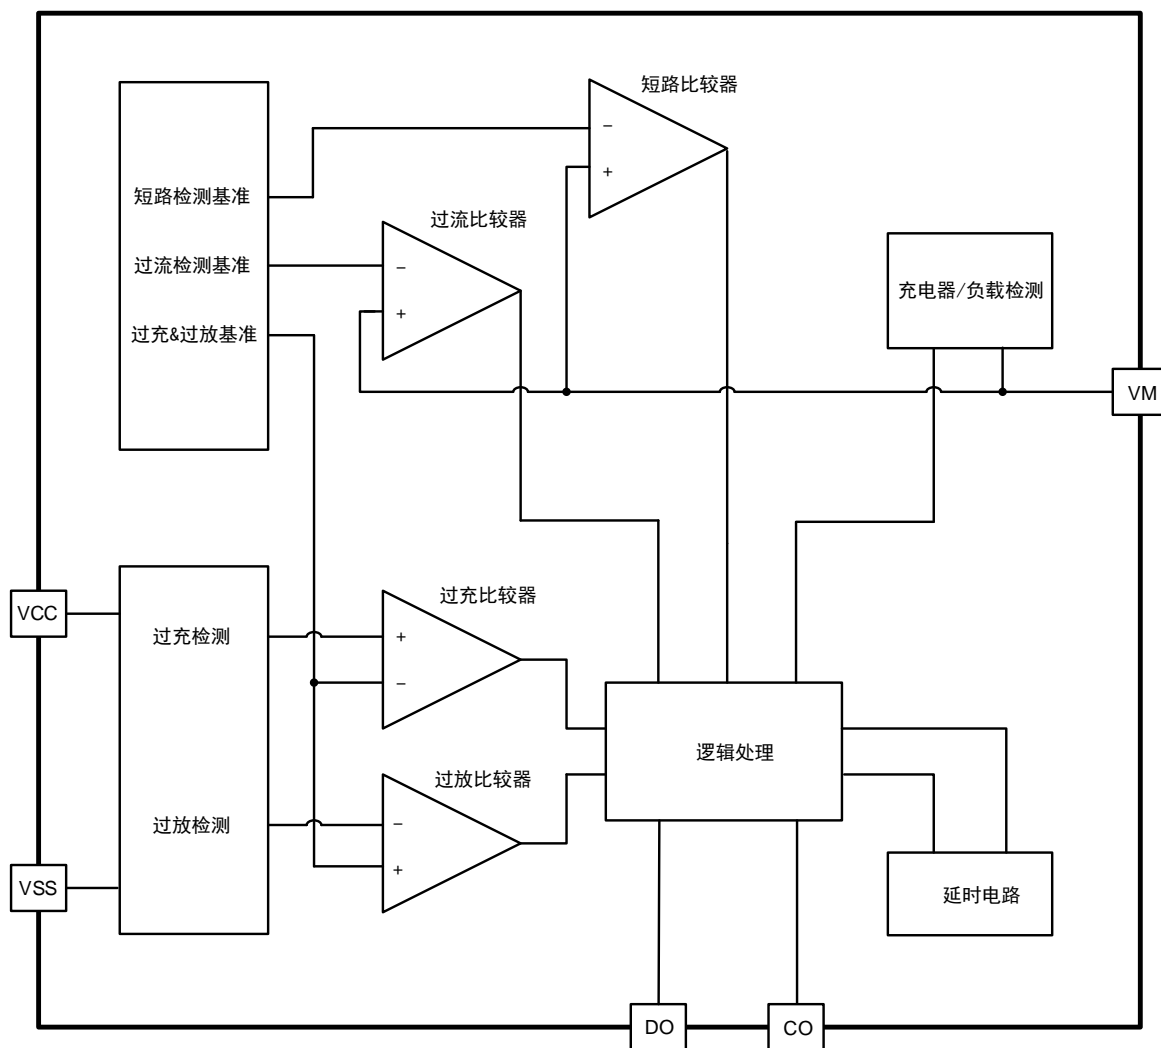 短路比较器
−
+
短路检测基准
过流比较器
过流检测基准
−
+
过充&过放基准
充电器/负载检测
VM
VCC
过充检测
过充比较器
+
−
逻辑处理
过放比较器
过放检测
−
+
VSS
延时电路
DO
CO